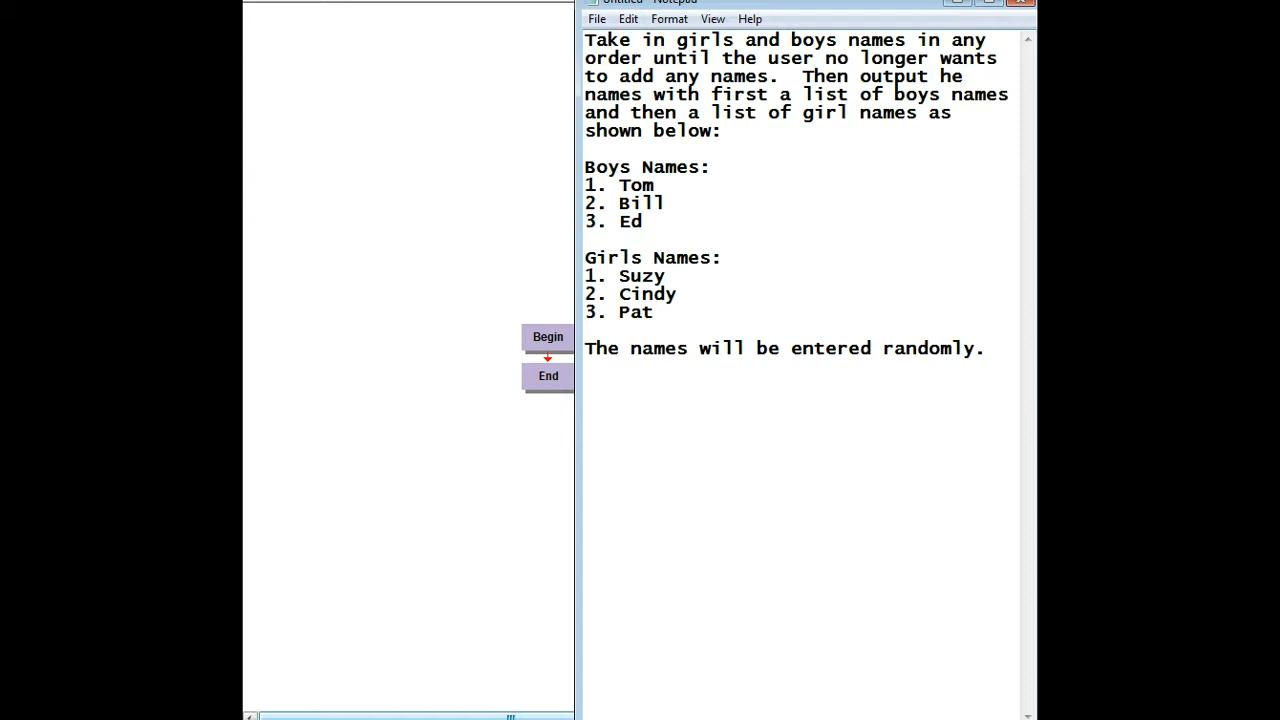 Untitled - Notepad
File Edit Format View Help
Take in girls and boys names in any
order until the user no longer wants
to add any names.  Then output he
names with first a list of boys names
and then a list of girl names as
shown below:
Boys Names:
1. Tom
2. Bill
3. Ed
Girls Names:
1. Suzy
2. Cindy
3. Pat
The names will be entered randomly.
Begin
End